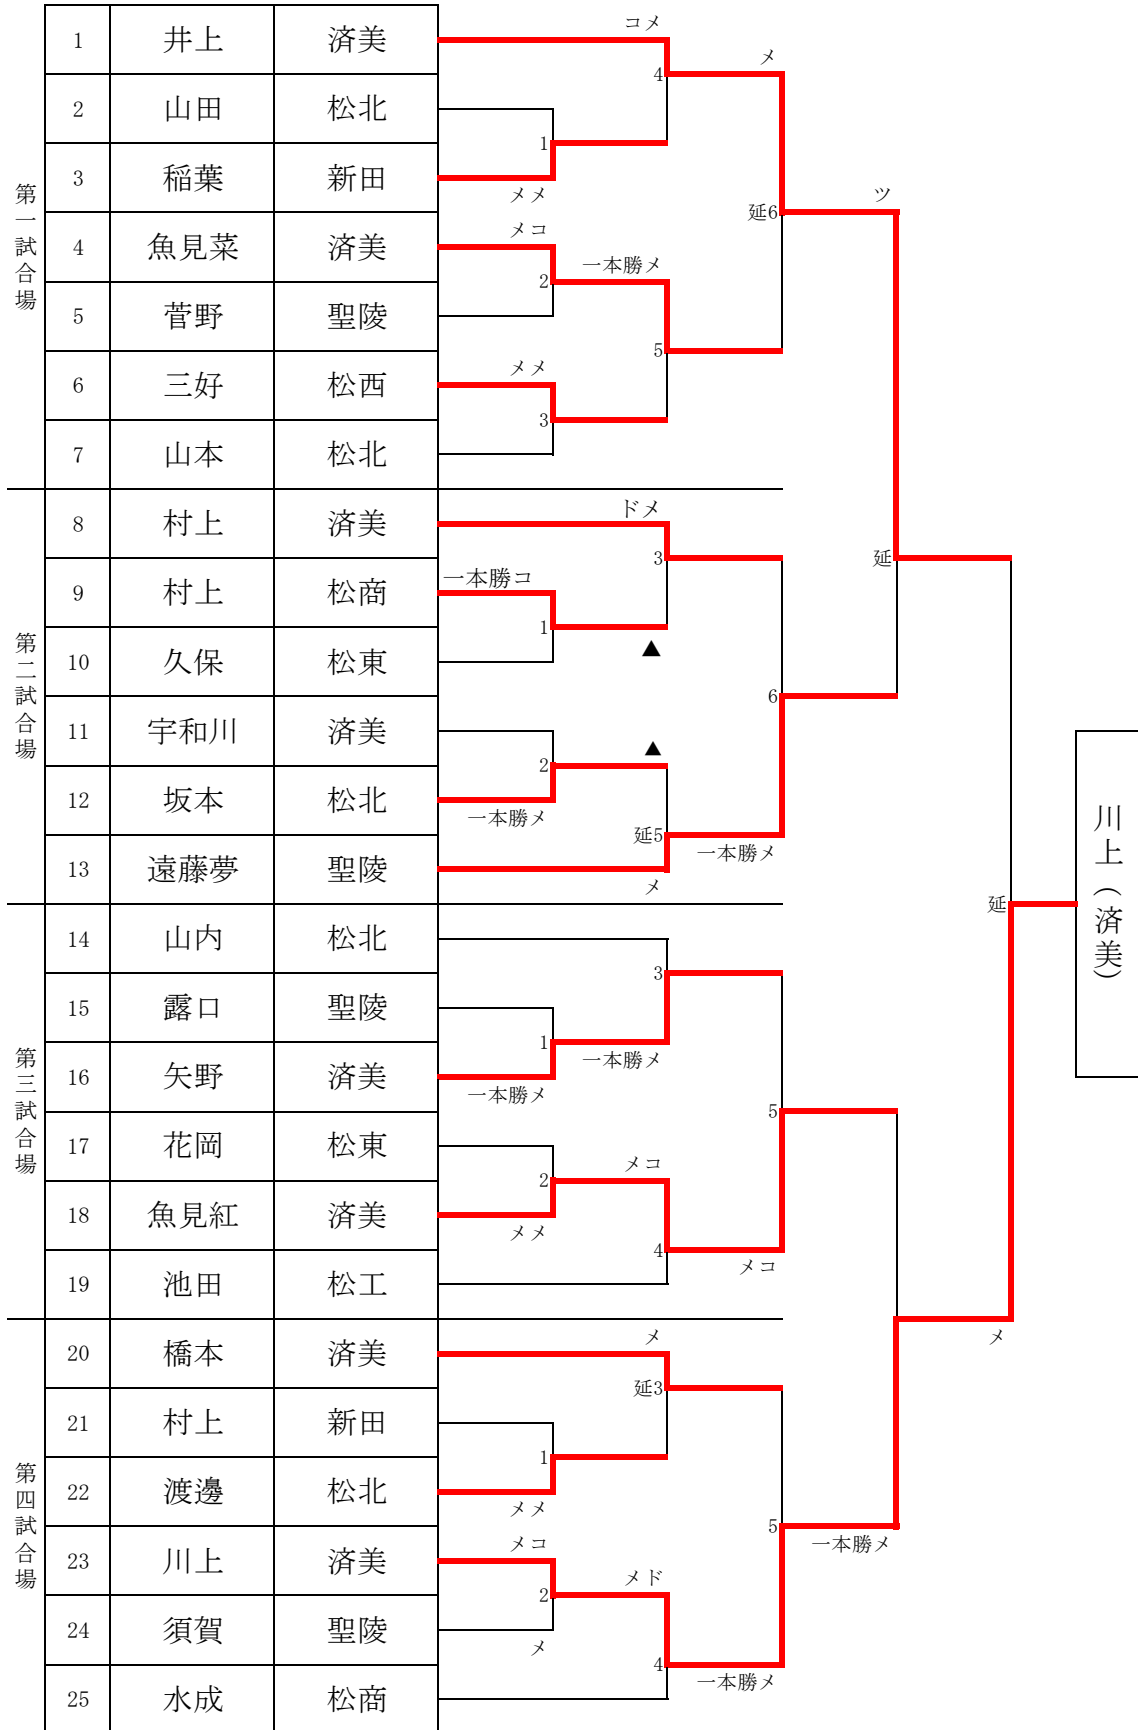 コメ
1 井上 済美
メ
4
2 山田 松北
1
3 稲葉 新田
メメ
ツ
延6
メコ
4 魚見菜 済美
一本勝メ
2
5 菅野 聖陵
5
メメ
6 三好 松西
3
7 山本 松北
第一試合場
ドメ
8 村上 済美
3
延
一本勝コ
9 村上 松商
1
▲
10 久保 松東
6
11 宇和川 済美
▲
2
12 坂本 松北
一本勝メ
延5
一本勝メ
13 遠藤夢 聖陵
メ
第二試合場
川上(済美)
延
14 山内 松北
3
15 露口 聖陵
1
一本勝メ
16 矢野 済美
一本勝メ
5
17 花岡 松東
メコ
2
18 魚見紅 済美
メメ
4
メコ
19 池田 松工
第三試合場
メ
メ
20 橋本 済美
延3
21 村上 新田
1
22 渡邊 松北
メメ
5
一本勝メ
メコ
23 川上 済美
メド
2
24 須賀 聖陵
メ
4
一本勝メ
25 水成 松商
第四試合場